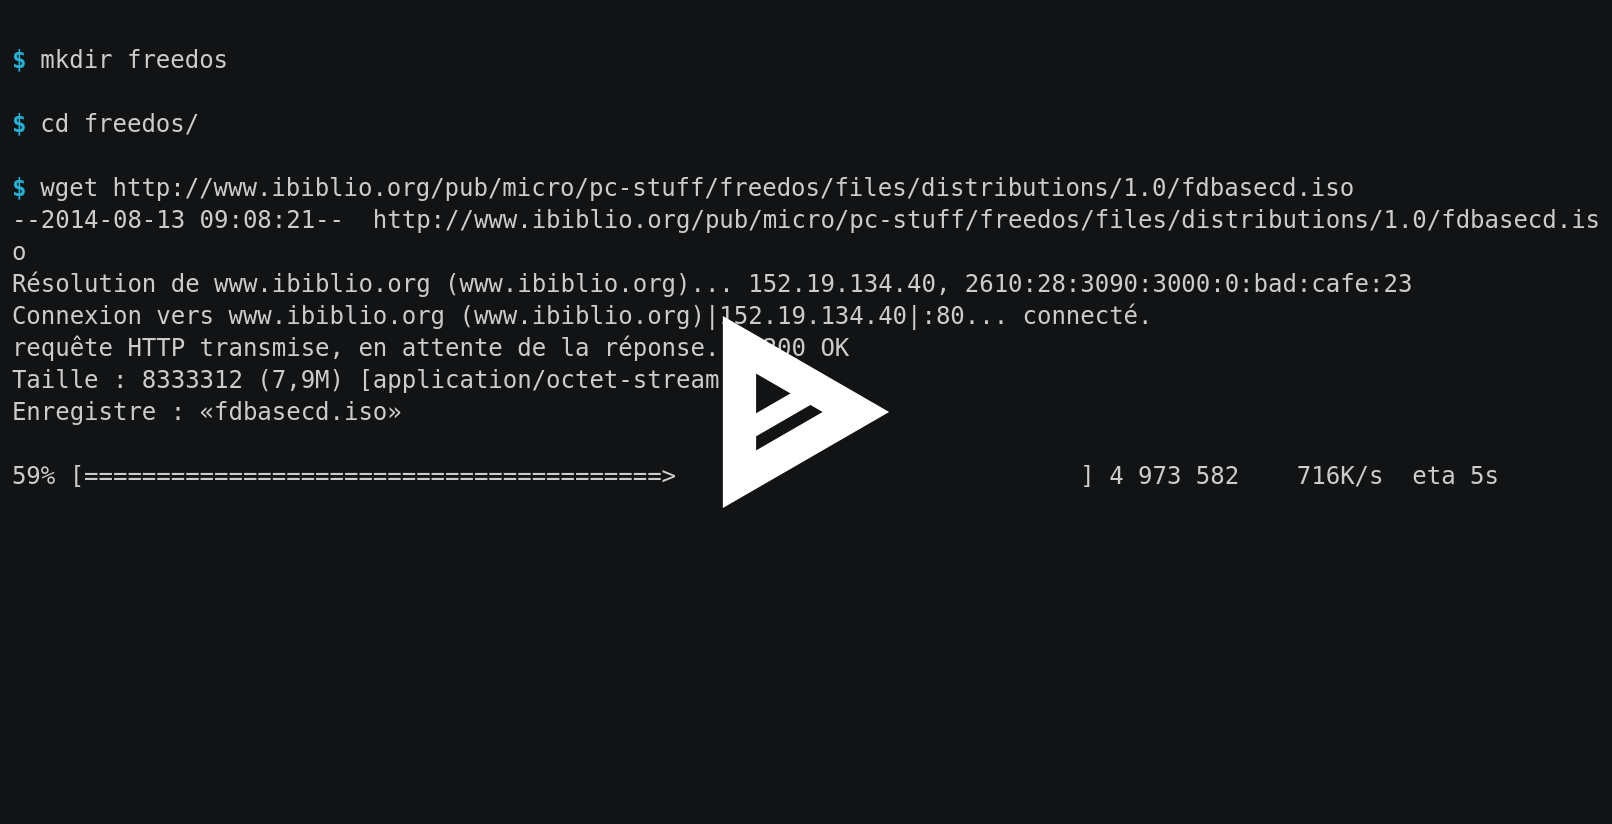 $ mkdir freedos
$ cd freedos/
$ wget http://www.ibiblio.org/pub/micro/pc-stuff/freedos/files/distributions/1.0/fdbasecd.iso
--2014-08-13 09:08:21--  http://www.ibiblio.org/pub/micro/pc-stuff/freedos/files/distributions/1.0/fdbasecd.is
o
Résolution de www.ibiblio.org (www.ibiblio.org)... 152.19.134.40, 2610:28:3090:3000:0:bad:cafe:23
Connexion vers www.ibiblio.org (www.ibiblio.org)|152.19.134.40|:80... connecté.
requête HTTP transmise, en attente de la réponse... 200 OK
Taille : 8333312 (7,9M) [application/octet-stream
Enregistre : «fdbasecd.iso»
59% [========================================>                            ] 4 973 582    716K/s  eta 5s